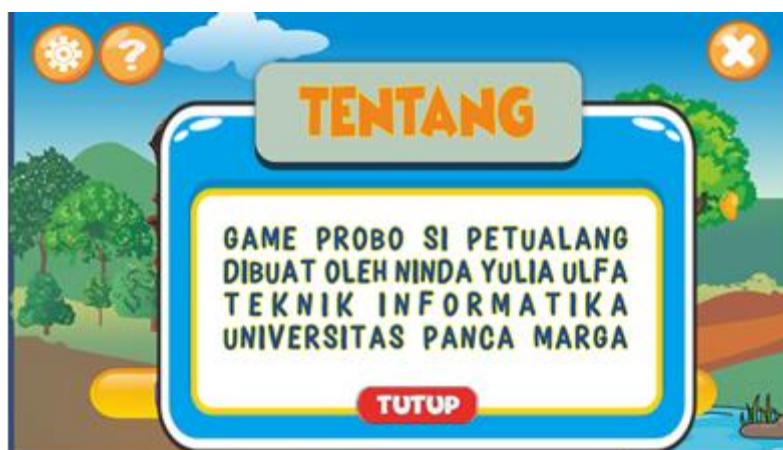 ?
TENTANG
GAME PROBO SI PETUALANG
DIBUAT OLEH NINDA YULIA ULFA
TEKNIK INFORMATIKA
UNIVERSITAS PANCA MARGA
TUTUP